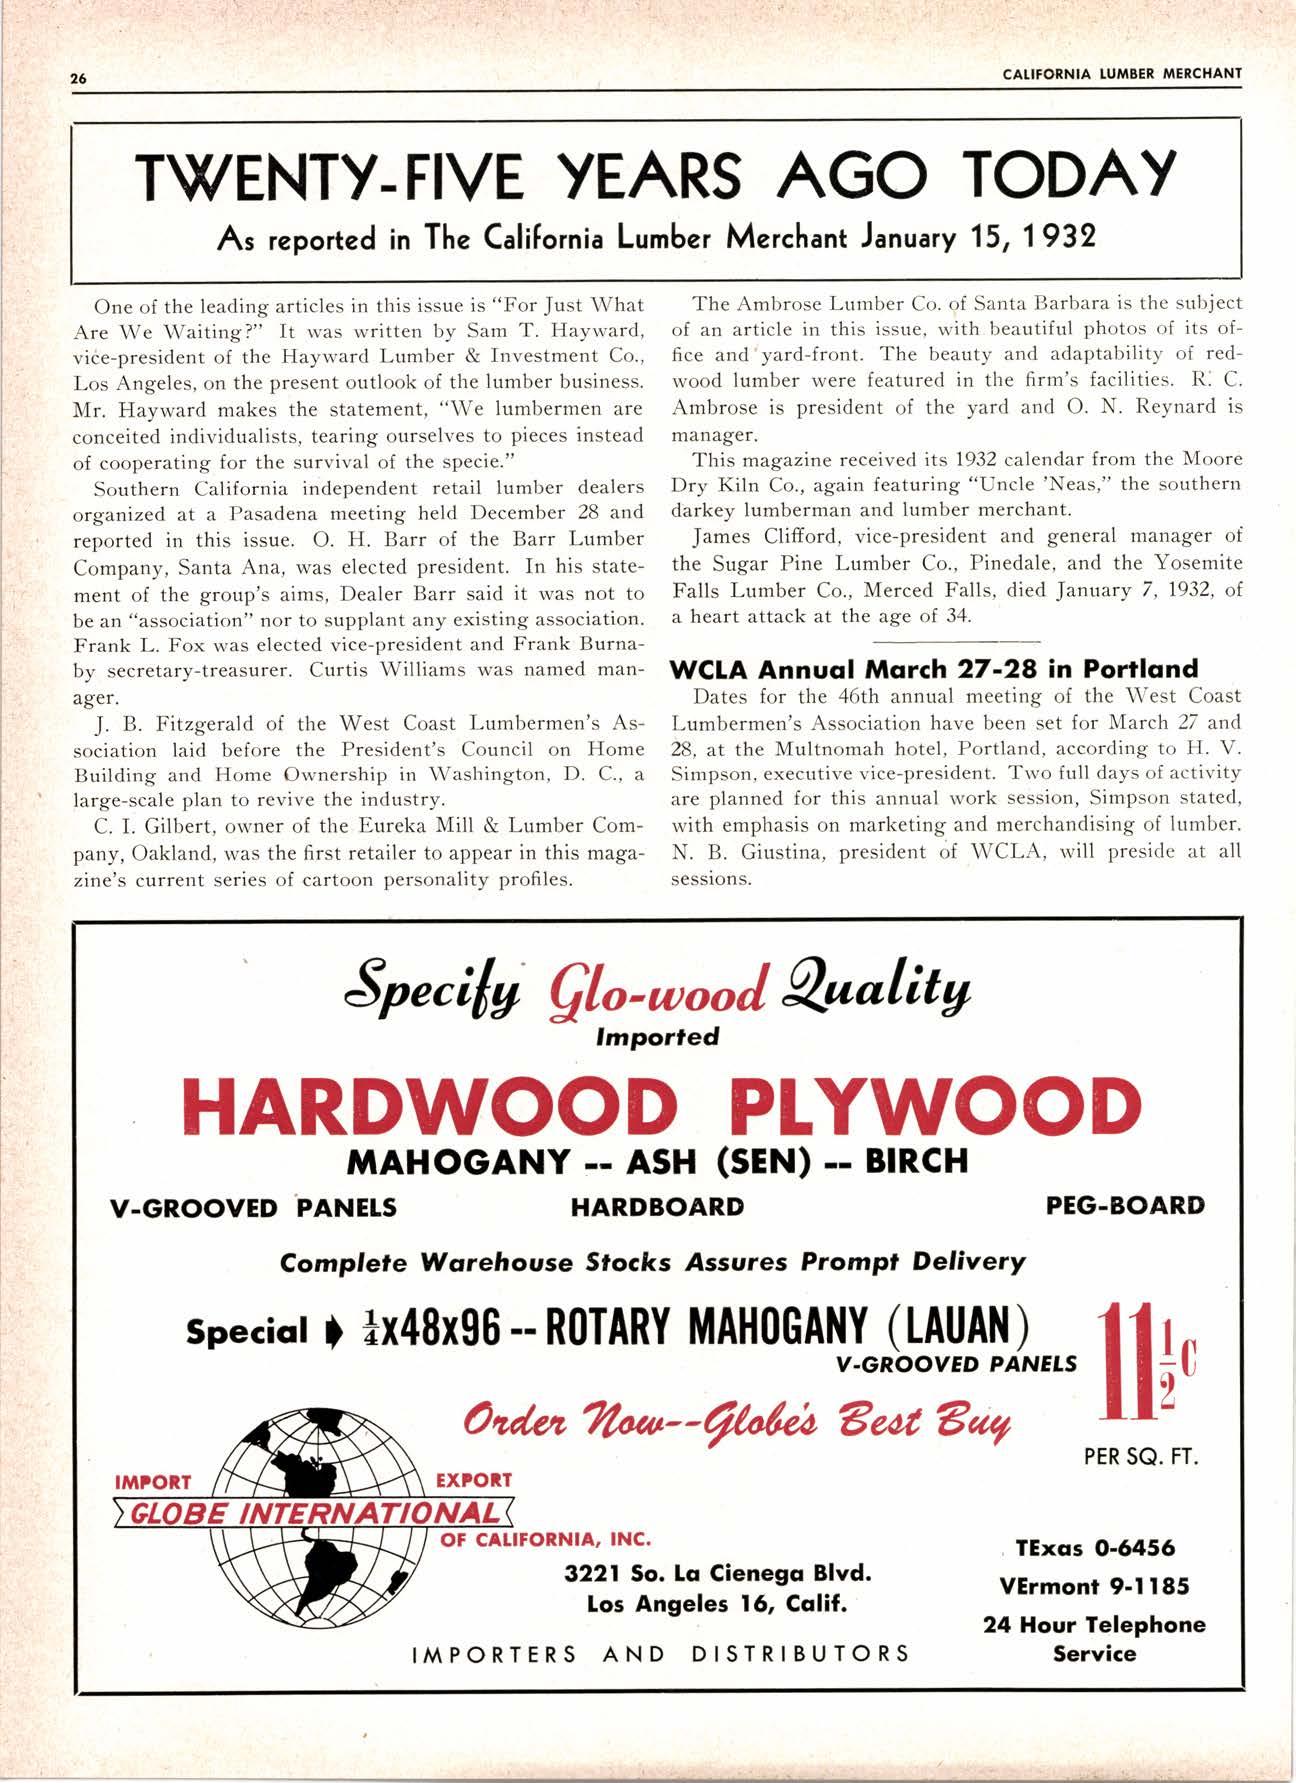 26
CALIFORNIA LUMBER MERCHANT
TWENTY-FIVE YEARS AGO TODAY
As reported in The California Lumber Merchant January 15, 1932
One of the leading articles in this issue is “For Just What
Are We Waiting?” It was written by Sam T. Hayward,
vice-president of the Hayward Lumber & Investment Co.,
Los Angeles, on the present outlook of the lumber business.
Mr. Hayward makes the statement, “We lumbermen are
conceited individualists, tearing ourselves to pieces instead
of cooperating for the survival of the specie.”
Southern California independent retail lumber dealers
organized at a Pasadena meeting held December 28 and
reported in this issue. O. H. Barr of the Barr Lumber
Company, Santa Ana, was elected president. In his state-
ment of the group’s aims, Dealer Barr said it was not to
be an “association” nor to supplant any existing association.
Frank L. Fox was elected vice-president and Frank Burna-
by secretary-treasurer. Curtis Williams was named man-
ager.
J. B. Fitzgerald of the West Coast Lumbermen’s As-
sociation laid before the President’s Council on Home
Building and Home Ownership in Washington, D. C., a
large-scale plan to revive the industry.
C. I. Gilbert, owner of the Eureka Mill & Lumber Com-
pany, Oakland, was the first retailer to appear in this maga-
zine’s current series of cartoon personality profiles.
The Ambrose Lumber Co. of Santa Barbara is the subject
of an article in this issue, with beautiful photos of its of-
fice and yard-front. The beauty and adaptability of red-
wood lumber were featured in the firm’s facilities. R. C.
Ambrose is president of the yard and O. N. Reynard is
manager.
This magazine received its 1932 calendar from the Moore
Dry Kiln Co., again featuring “Uncle ’Neas,” the southern
darkey lumberman and lumber merchant.
James Clifford, vice-president and general manager of
the Sugar Pine Lumber Co., Pinedale, and the Yosemite
Falls Lumber Co., Merced Falls, died January 7, 1932, of
a heart attack at the age of 34.
WCLA Annual March 27-28 in Portland
Dates for the 46th annual meeting of the West Coast
Lumbermen’s Association have been set for March 27 and
28, at the Multnomah hotel, Portland, according to H. V.
Simpson, executive vice-president. Two full days of activity
are planned for this annual work session, Simpson stated,
with emphasis on marketing and merchandising of lumber.
N. B. Giustina, president of WCLA, will preside at all
sessions.
Specify Glo-wood Quality
Imported
HARDWOOD PLYWOOD
MAHOGANY -- ASH (SEN) -- BIRCH
V-GROOVED PANELS HARDBOARD PEG-BOARD
Complete Warehouse Stocks Assures Prompt Delivery
Special ➧ ¼x48x96 -- ROTARY MAHOGANY (LAUAN) 11½c
V-GROOVED PANELS
Order Now--Globe's Best Buy
PER SQ. FT.
IMPORT EXPORT
GLOBE INTERNATIONAL
OF CALIFORNIA, INC.
3221 So. La Cienega Blvd.
Los Angeles 16, Calif.
TExas 0-6456
VErmont 9-1185
24 Hour Telephone
Service
IMPORTERS AND DISTRIBUTORS